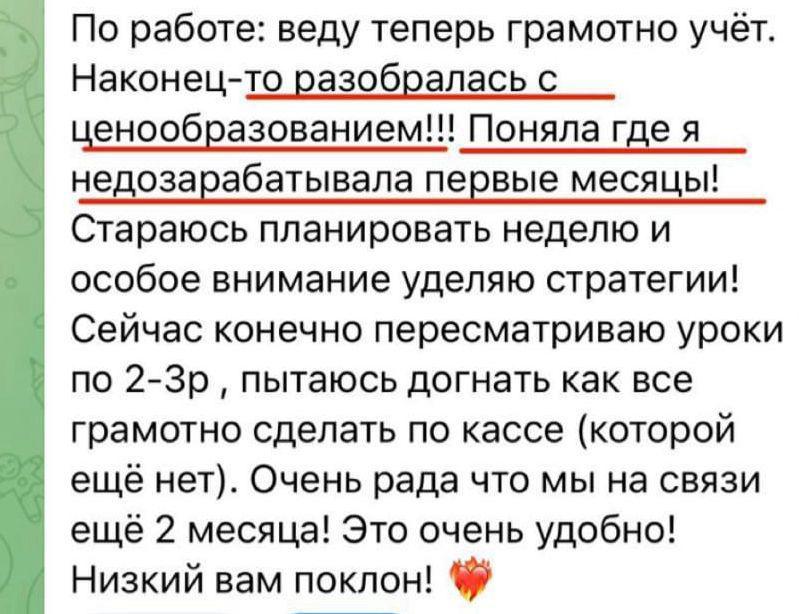 По работе: веду теперь грамотно учёт.
Наконец-то разобралась с
ценообразованием!!! Поняла где я
недозарабатывала первые месяцы!
Стараюсь планировать неделю и
особое внимание уделяю стратегии!
Сейчас конечно пересматриваю уроки
по 2-3р , пытаюсь догнать как все
грамотно сделать по кассе (которой
ещё нет). Очень рада что мы на связи
ещё 2 месяца! Это очень удобно!
Низкий вам поклон! ❤️‍🔥